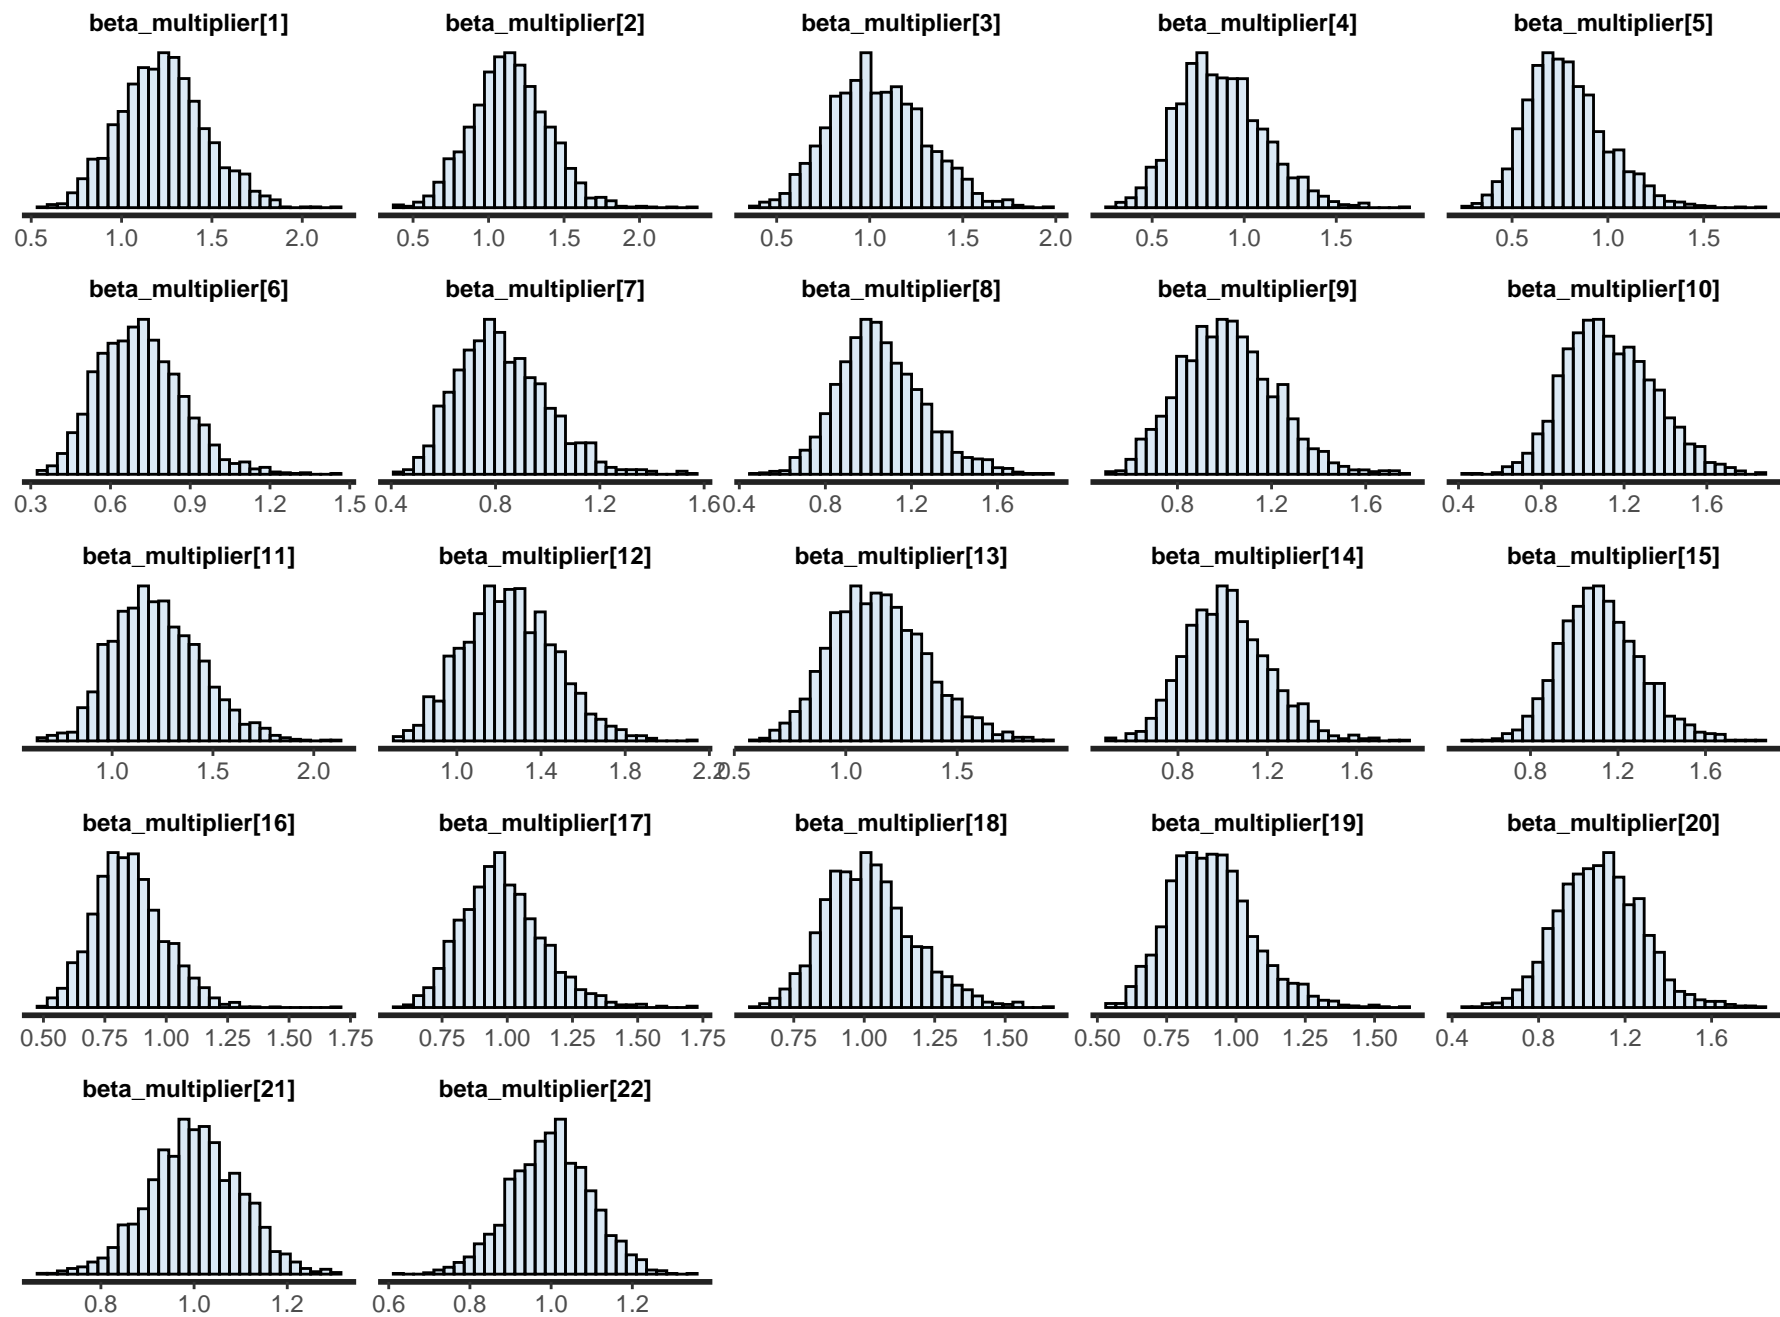 beta_multiplier[1] beta_multiplier[2] beta_multiplier[3] beta_multiplier[4] beta_multiplier[5]
0.5 1.0 1.5 2.0 0.5 1.0 1.5 2.0 0.5 1.0 1.5 2.0 0.5 1.0 1.5 0.5 1.0 1.5
beta_multiplier[6] beta_multiplier[7] beta_multiplier[8] beta_multiplier[9] beta_multiplier[10]
0.3 0.6 0.9 1.2 1.5 0.4 0.8 1.2 1.6 0.4 0.8 1.2 1.6 0.8 1.2 1.6 0.4 0.8 1.2 1.6
beta_multiplier[11] beta_multiplier[12] beta_multiplier[13] beta_multiplier[14] beta_multiplier[15]
1.0 1.5 2.0 1.0 1.4 1.8 2.2 0.5 1.0 1.5 0.8 1.2 1.6 0.8 1.2 1.6
beta_multiplier[16] beta_multiplier[17] beta_multiplier[18] beta_multiplier[19] beta_multiplier[20]
0.50 0.75 1.00 1.25 1.50 1.75 0.75 1.00 1.25 1.50 1.75 0.75 1.00 1.25 1.50 0.50 0.75 1.00 1.25 1.50 0.4 0.8 1.2 1.6
beta_multiplier[21] beta_multiplier[22]
0.8 1.0 1.2 0.6 0.8 1.0 1.2